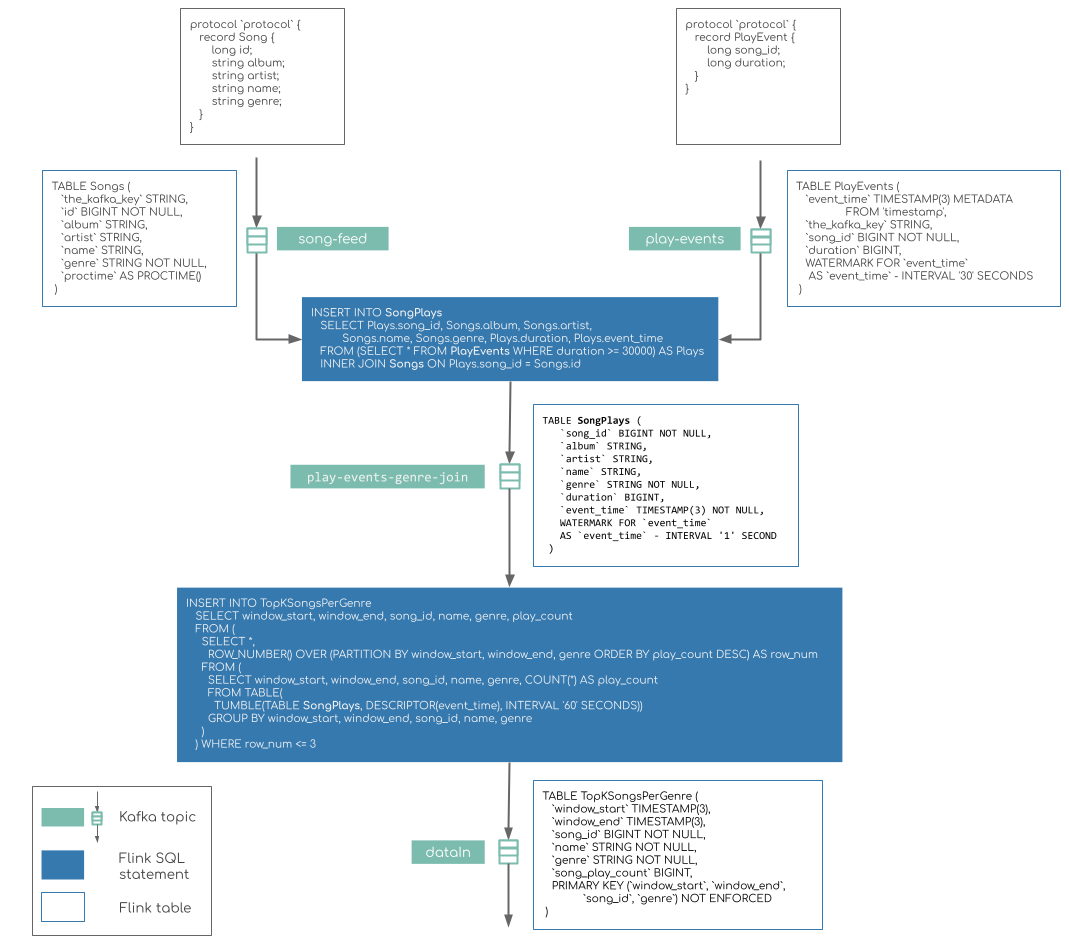 protocol `protocol` {
record Song {
long id;
string album;
string artist;
string name;
string genre;
}
}
protocol `protocol` {
record PlayEvent {
long song_id;
long duration;
}
}
TABLE Songs (
`the_kafka_key` STRING,
`id` BIGINT NOT NULL,
`album` STRING,
`artist` STRING,
`name` STRING,
`genre` STRING NOT NULL,
`proctime` AS PROCTIME()
)
song-feed
play-events
TABLE PlayEvents (
`event_time` TIMESTAMP(3) METADATA
FROM 'timestamp',
`the_kafka_key` STRING,
`song_id` BIGINT NOT NULL,
`duration` BIGINT,
WATERMARK FOR `event_time`
AS `event_time` - INTERVAL '30' SECONDS
)
INSERT INTO SongPlays
SELECT Plays.song_id, Songs.album, Songs.artist,
Songs.name, Songs.genre, Plays.duration, Plays.event_time
FROM (SELECT * FROM PlayEvents WHERE duration >= 30000) AS Plays
INNER JOIN Songs ON Plays.song_id = Songs.id
play-events-genre-join
TABLE SongPlays (
`song_id` BIGINT NOT NULL,
`album` STRING,
`artist` STRING,
`name` STRING,
`genre` STRING NOT NULL,
`duration` BIGINT,
`event_time` TIMESTAMP(3) NOT NULL,
WATERMARK FOR `event_time`
AS `event_time` - INTERVAL '1' SECOND
)
INSERT INTO TopKSongsPerGenre
SELECT window_start, window_end, song_id, name, genre, play_count
FROM (
SELECT *,
ROW_NUMBER() OVER (PARTITION BY window_start, window_end, genre ORDER BY play_count DESC) AS row_num
FROM (
SELECT window_start, window_end, song_id, name, genre, COUNT(*) AS play_count
FROM TABLE(
TUMBLE(TABLE SongPlays, DESCRIPTOR(event_time), INTERVAL '60' SECONDS))
GROUP BY window_start, window_end, song_id, name, genre
)
) WHERE row_num <= 3
Kafka topic
Flink SQL
statement
Flink table
dataIn
TABLE TopKSongsPerGenre (
`window_start` TIMESTAMP(3),
`window_end` TIMESTAMP(3),
`song_id` BIGINT NOT NULL,
`name` STRING NOT NULL,
`genre` STRING NOT NULL,
`song_play_count` BIGINT,
PRIMARY KEY (`window_start`, `window_end`,
`song_id`, `genre`) NOT ENFORCED
)